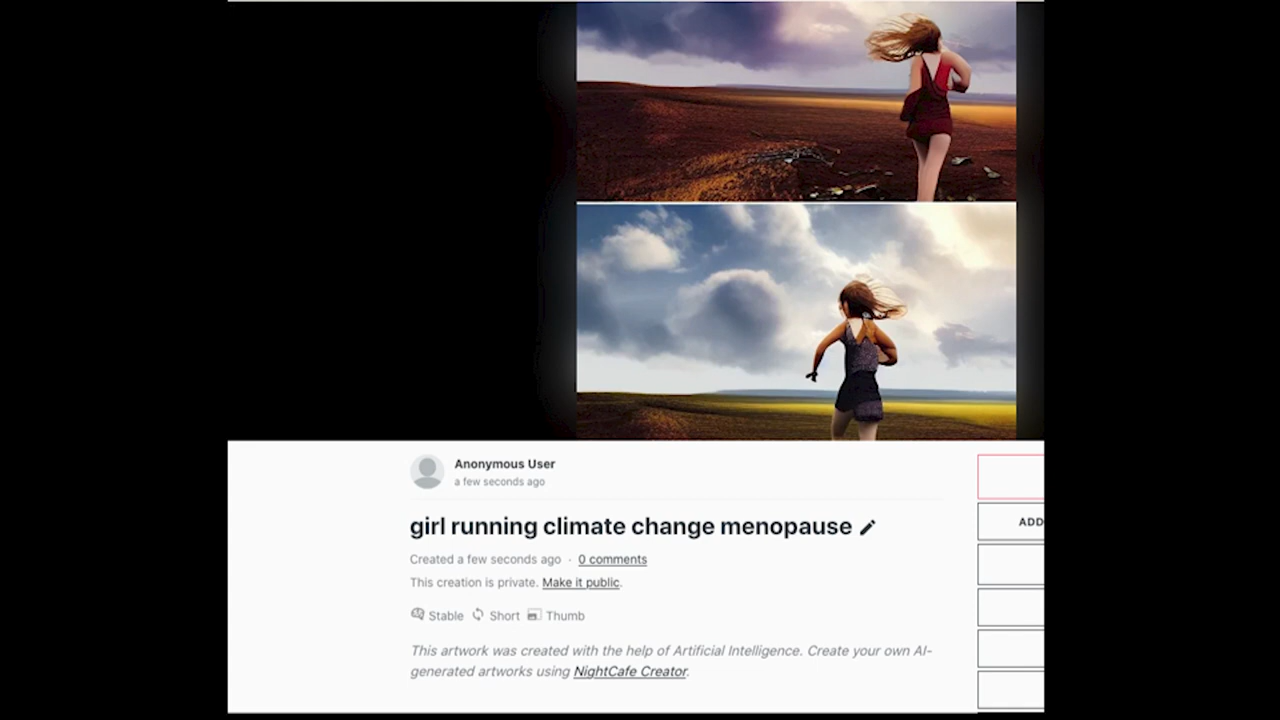 Anonymous User
a few seconds ago
girl running climate change menopause
Created a few seconds ago · 0 comments
This creation is private. Make it public.
Stable Short Thumb
This artwork was created with the help of Artificial Intelligence. Create your own AI-
generated artworks using NightCafe Creator.
ADD